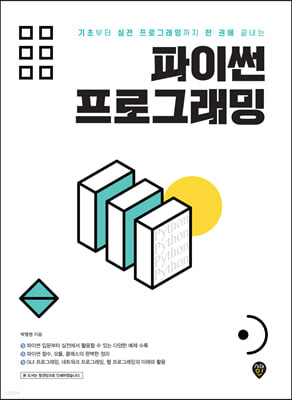 기초부터 실전 프로그래밍까지 한 권에 끝내는
파이썬
프로그래밍
Python
Python
Python
Python
박영권 지음
파이썬 입문부터 실전에서 활용할 수 있는 다양한 예제 수록
파이썬 함수, 모듈, 클래스의 완벽한 정리
GUI 프로그래밍, 네트워크 프로그래밍, 웹 프로그래밍의 이해와 활용